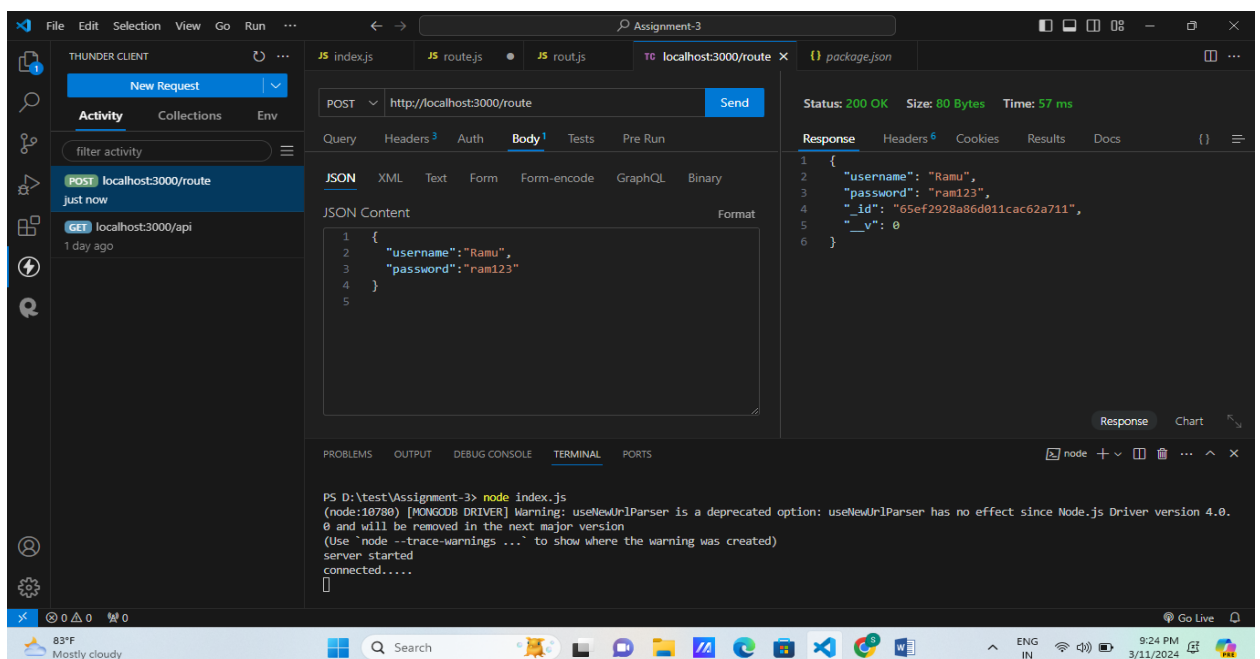 File Edit Selection View Go Run ···
Assignment-3
THUNDER CLIENT
JS index.js JS route.js JS rout.js TC localhost:3000/route {} package.json
New Request
Activity Collections Env
filter activity
POST localhost:3000/route
just now
GET localhost:3000/api
1 day ago
POST http://localhost:3000/route Send
Query Headers 3 Auth Body 1 Tests Pre Run
JSON XML Text Form Form-encode GraphQL Binary
JSON Content Format
1 {
2 "username":"Ramu",
3 "password":"ram123"
4 }
5
Status: 200 OK Size: 80 Bytes Time: 57 ms
Response Headers 6 Cookies Results Docs {}
1 {
2 "username": "Ramu",
3 "password": "ram123",
4 "_id": "65ef2928a86d011cac62a711",
5 "__v": 0
6 }
Response Chart
PROBLEMS OUTPUT DEBUG CONSOLE TERMINAL PORTS
node
PS D:\test\Assignment-3> node index.js
(node:10780) [MONGODB DRIVER] Warning: useNewUrlParser is a deprecated option: useNewUrlParser has no effect since Node.js Driver version 4.0.
0 and will be removed in the next major version
(Use `node --trace-warnings ...` to show where the warning was created)
server started
connected.....
0 0 0 Go Live
83°F
Mostly cloudy
Search
ENG
IN
9:24 PM
3/11/2024
1
PRE